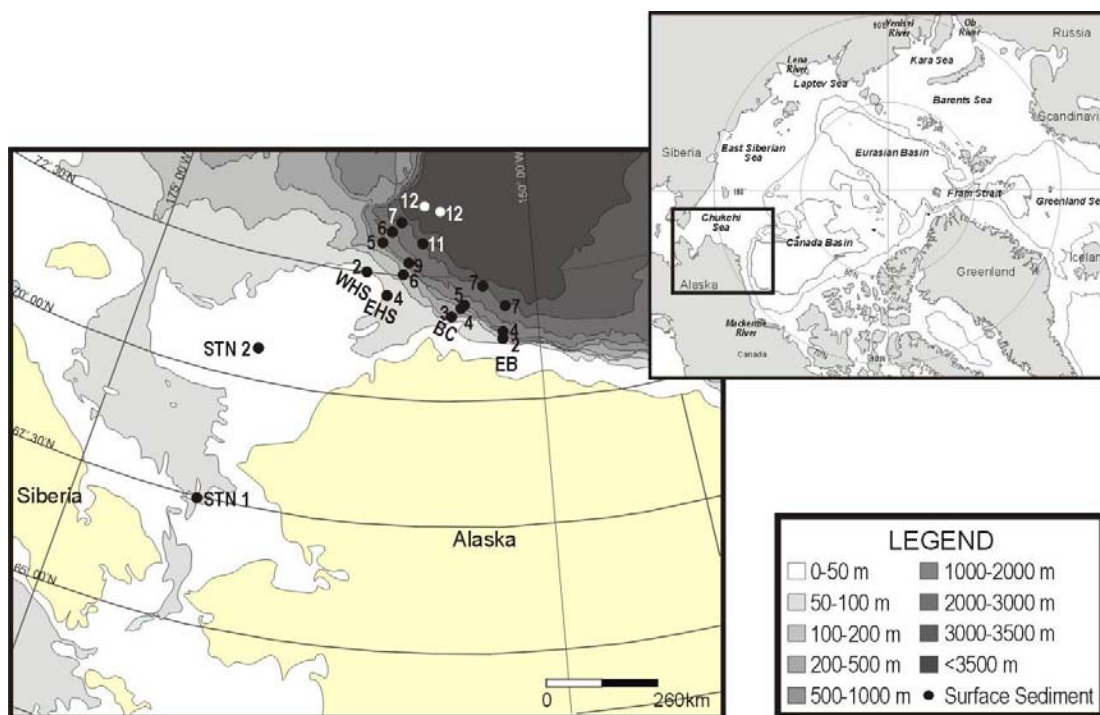 Yenisei
River
Ob
River
Russia
Lena
River
Kara Sea
Laptev Sea
Barents Sea
Scandinavi
East Siberian
Sea
Eurasian Basin
Siberia
Fram Strait
180°
Greenland Se
Chukchi
Sea
Canada Basin
Iceland
Alaska
Greenland
Mackenzie
River
Canada
72° 30'N
175° 00'W
150° 00'W
12
12
7
6
5
11
2
9
6
WHS
4
EHS
7
5
7
3
4
BC
4
2
EB
70° 00'N
STN 2
67° 30'N
Siberia
STN 1
Alaska
65° 00'N
0
260km
LEGEND
0-50 m
1000-2000 m
50-100 m
2000-3000 m
100-200 m
3000-3500 m
200-500 m
<3500 m
500-1000 m
Surface Sediment